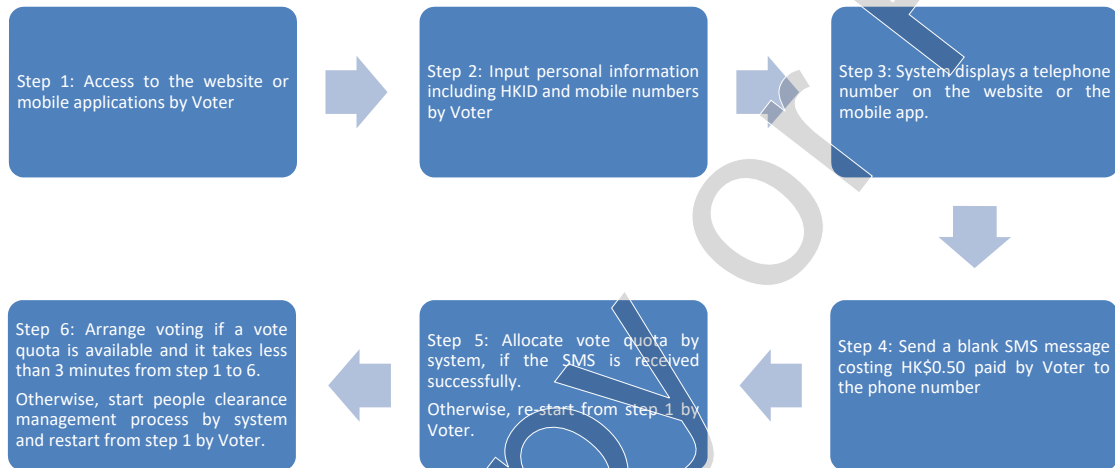 Step 1: Access to the website or
mobile applications by Voter
Step 2: Input personal information
including HKID and mobile numbers
by Voter
Step 3: System displays a telephone
number on the website or the
mobile app.
Step 4: Send a blank SMS message
costing HK$0.50 paid by Voter to
the phone number
Step 5: Allocate vote quota by
system, if the SMS is received
successfully.
Otherwise, re-start from step 1 by
Voter.
Step 6: Arrange voting if a vote
quota is available and it takes less
than 3 minutes from step 1 to 6.
Otherwise, start people clearance
management process by system
and restart from step 1 by Voter.